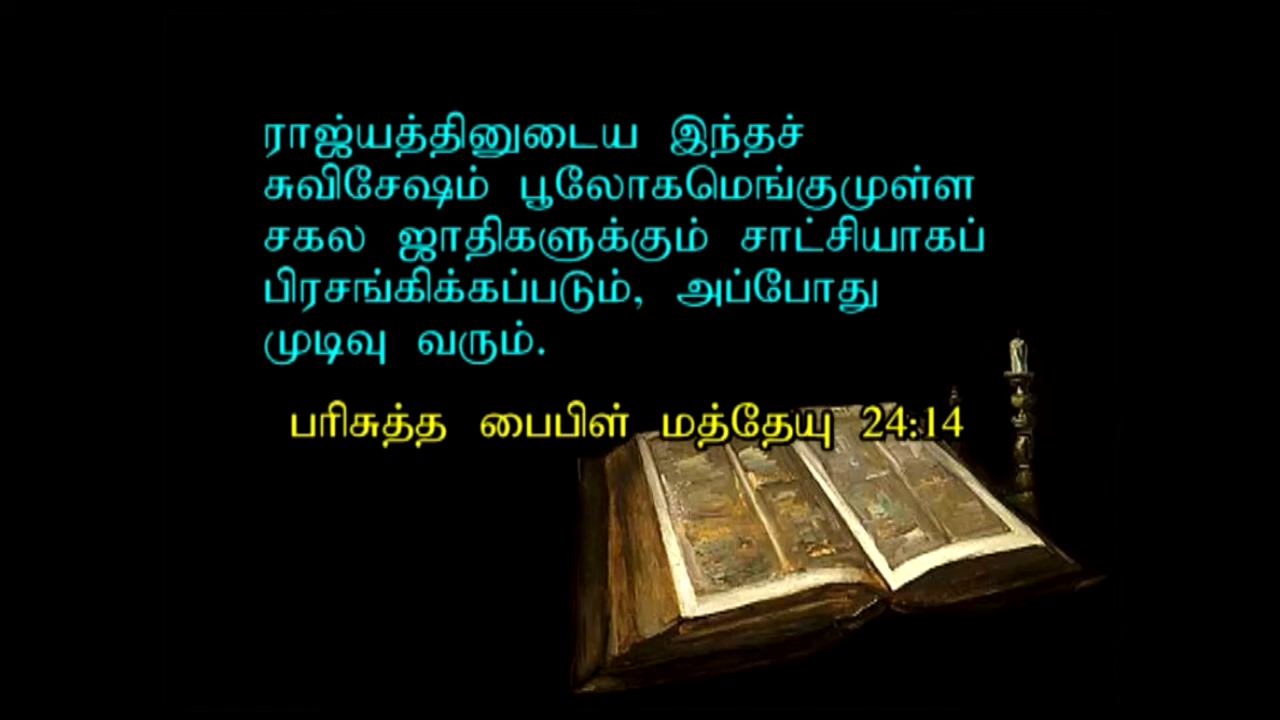 ராஜ்யத்தினுடைய இந்தச்
சுவிசேஷம் பூலோகமெங்குமுள்ள
சகல ஜாதிகளுக்கும் சாட்சியாகப்
பிரசங்கிக்கப்படும், அப்போது
முடிவு வரும்.
பரிசுத்த பைபிள் மத்தேயு 24:14